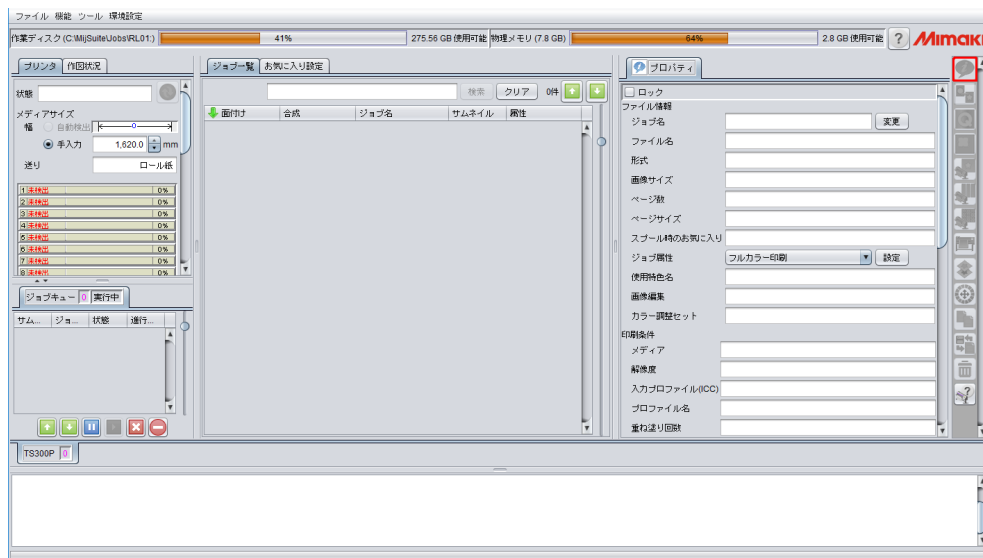 ファイル 機能 ツール 環境設定
作業ディスク (C:\MijSuite\Jobs\RL01:) 41% 275.56 GB 使用可能 物理メモリ (7.8 GB) 64% 2.8 GB 使用可能 ? Mimaki
プリンタ 作図状況
状態
メディアサイズ
幅 自動検出 0
手入力 1,620.0 mm
送り ロール紙
1 未検出 0%
2 未検出 0%
3 未検出 0%
4 未検出 0%
5 未検出 0%
6 未検出 0%
7 未検出 0%
8 未検出 0%
ジョブキュー 0 実行中
サム... ジョ... 状態 進行...
ジョブ一覧 お気に入り設定
検索 クリア 0件
面付け 合成 ジョブ名 サムネイル 属性
プロパティ
ロック
ファイル情報
ジョブ名 変更
ファイル名
形式
画像サイズ
ページ数
ページサイズ
スプール時のお気に入り
ジョブ属性 フルカラー印刷 設定
使用特色名
画像編集
カラー調整セット
印刷条件
メディア
解像度
入力プロファイル(ICC)
プロファイル名
重ね塗り回数
TS300P 0